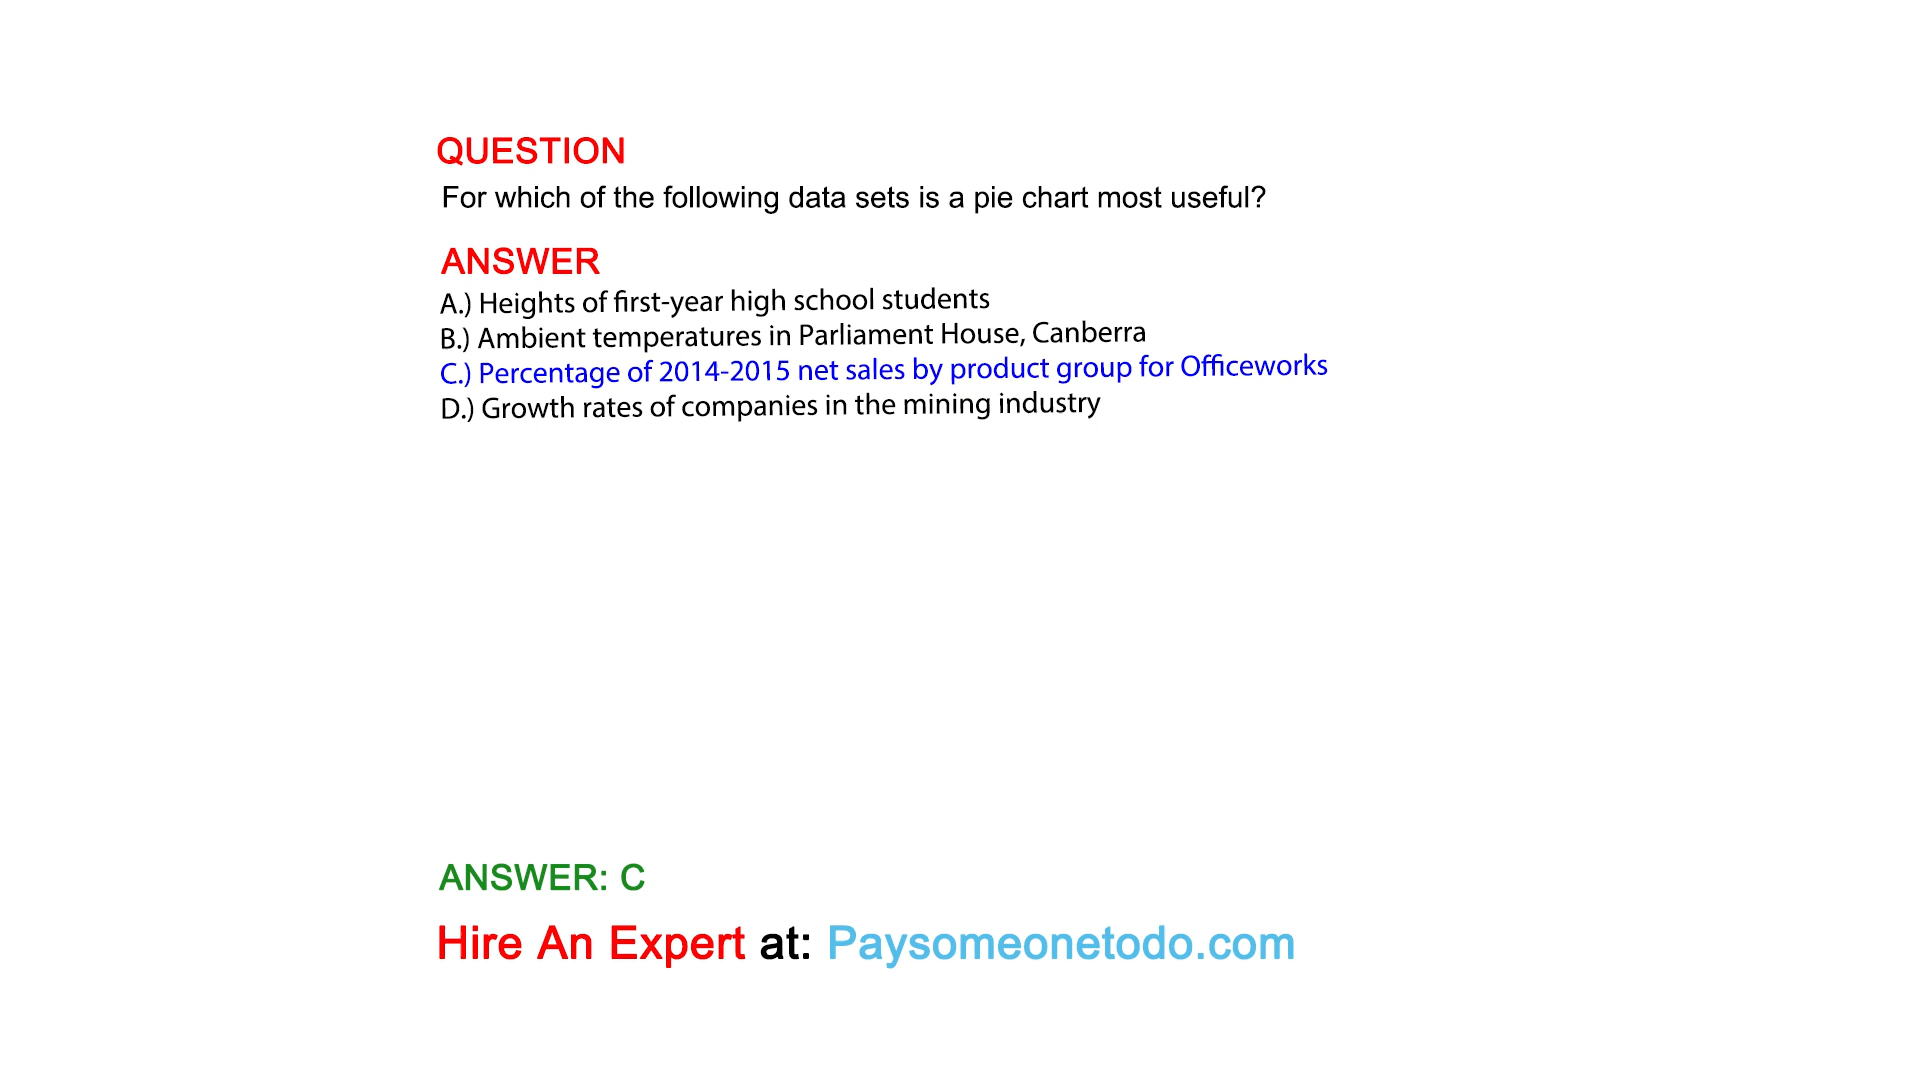 QUESTION
For which of the following data sets is a pie chart most useful?
ANSWER
A.) Heights of first-year high school students
B.) Ambient temperatures in Parliament House, Canberra
C.) Percentage of 2014-2015 net sales by product group for Officeworks
D.) Growth rates of companies in the mining industry
ANSWER: C
Hire An Expert at: Paysomeonetodo.com